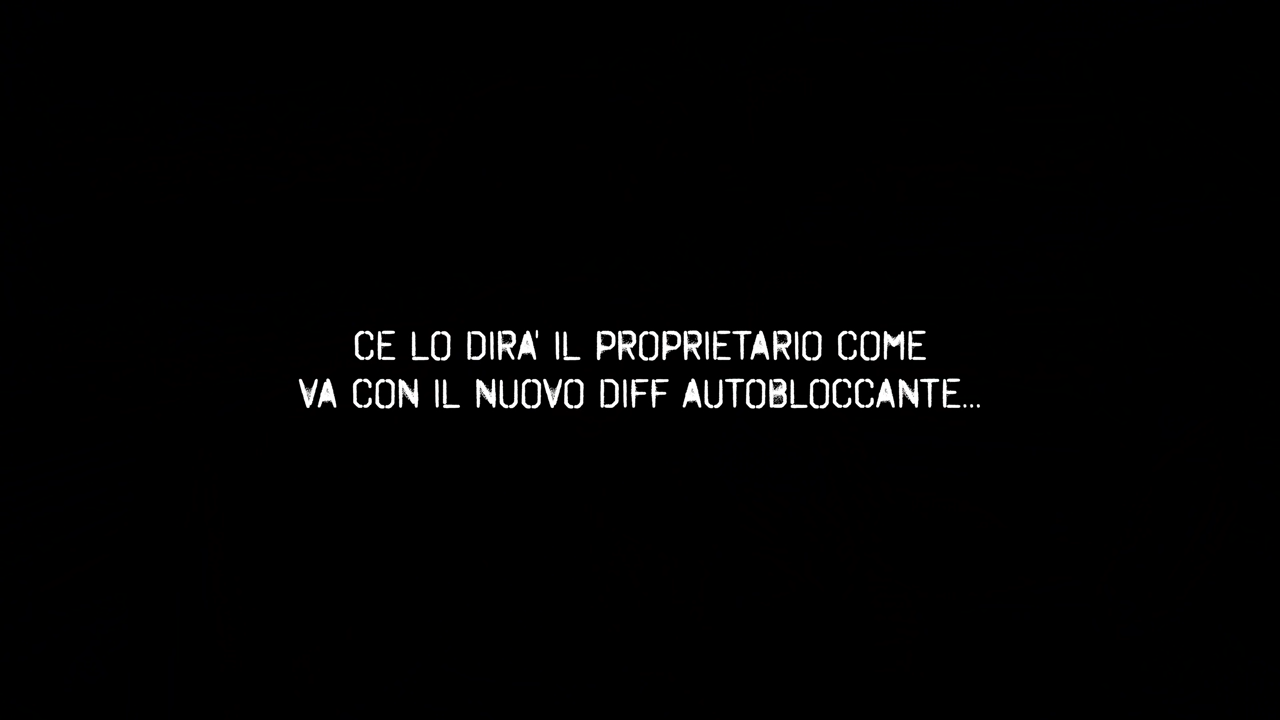 CE LO DIRA' IL PROPRIETARIO COME
VA CON IL NUOVO DIFF AUTOBLOCCANTE...